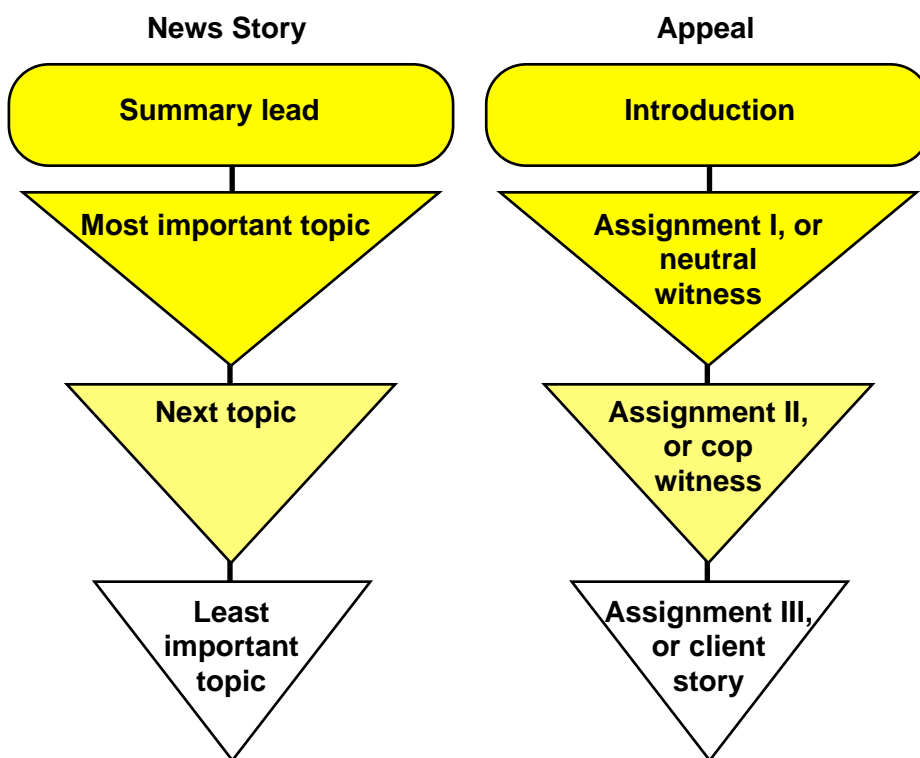 News Story
Summary lead
Most important topic
Next topic
Least
important
topic
Appeal
Introduction
Assignment I, or
neutral
witness
Assignment II,
or cop
witness
Assignment III,
or client
story